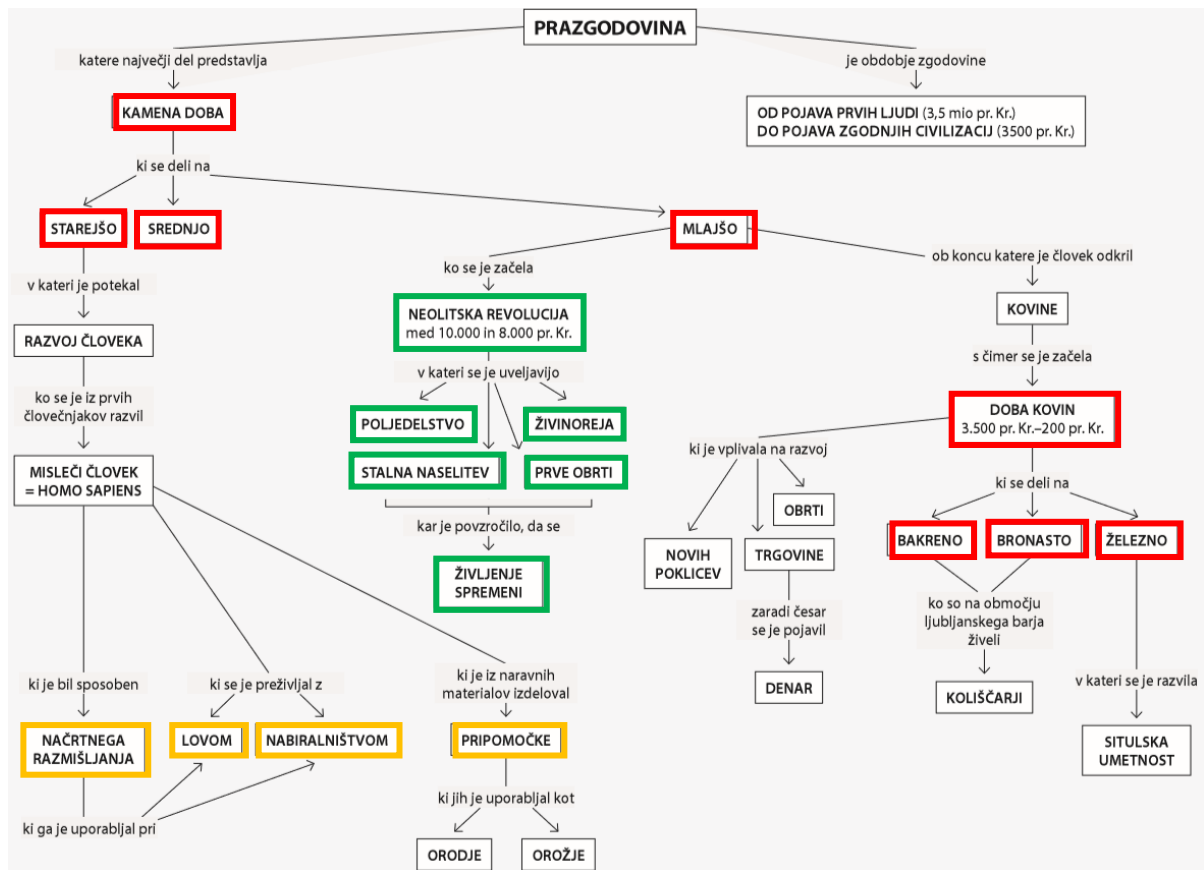 PRAZGODOVINA
katere največji del predstavlja
je obdobje zgodovine
KAMENA DOBA
OD POJAVA PRVIH LJUDI (3,5 mio pr. Kr.)
DO POJAVA ZGODNJIH CIVILIZACIJ (3500 pr. Kr.)
ki se deli na
STAREJŠO
SREDNJO
MLAJŠO
v kateri je potekal
ko se je začela
ob koncu katere je človek odkril
RAZVOJ ČLOVEKA
NEOLITSKA REVOLUCIJA
med 10.000 in 8.000 pr. Kr.
KOVINE
ko se je iz prvih
človečnjakov razvil
v kateri se je uveljavijo
s čimer se je začela
POLJEDELSTVO
ŽIVINOREJA
DOBA KOVIN
3.500 pr. Kr.–200 pr. Kr.
MISLEČI ČLOVEK
= HOMO SAPIENS
STALNA NASELITEV
PRVE OBRTI
ki je vplivala na razvoj
ki se deli na
kar je povzročilo, da se
OBRTI
NOVIH
POKLICEV
TRGOVINE
BAKRENO
BRONASTO
ŽELEZNO
ŽIVLJENJE
SPREMENI
zaradi česar
se je pojavil
ko so na območju
ljubljanskega barja
živeli
ki je bil sposoben
ki se je preživljal z
ki je iz naravnih
materialov izdeloval
DENAR
KOLIŠČARJI
v kateri se je razvila
NAČRTNEGA
RAZMIŠLJANJA
LOVOM
NABIRALNIŠTVOM
PRIPOMOČKE
SITULSKA
UMETNOST
ki ga je uporabljal pri
ki jih je uporabljal kot
ORODJE
OROŽJE